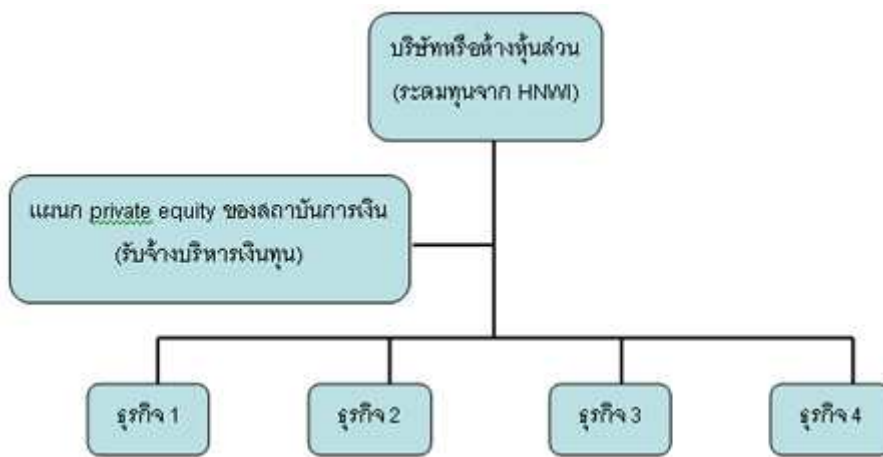 บริษัทหรือห้างหุ้นส่วน
(ระดมทุนจาก HNWI)
แผนก private equity ของสถาบันการเงิน
(รับจ้างบริหารเงินทุน)
ธุรกิจ 1
ธุรกิจ 2
ธุรกิจ 3
ธุรกิจ 4